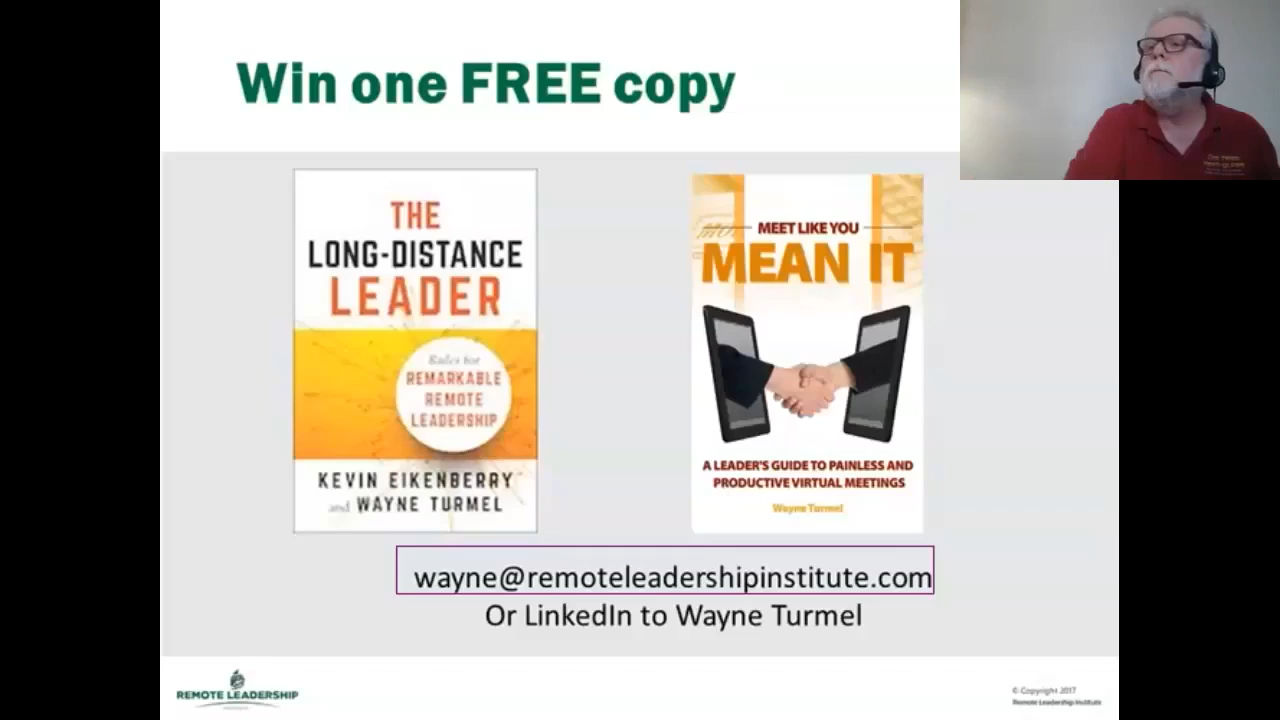 Win one FREE copy
THE
LONG-DISTANCE
LEADER
Rules for
REMARKABLE
REMOTE
LEADERSHIP
KEVIN EIKENBERRY
and WAYNE TURMEL
MEET LIKE YOU
MEAN IT
A LEADER'S GUIDE TO PAINLESS AND
PRODUCTIVE VIRTUAL MEETINGS
Wayne Turmel
wayne@remoteleadershipinstitute.com
Or LinkedIn to Wayne Turmel
REMOTE LEADERSHIP
INSTITUTE
© Copyright 2017
Remote Leadership Institute